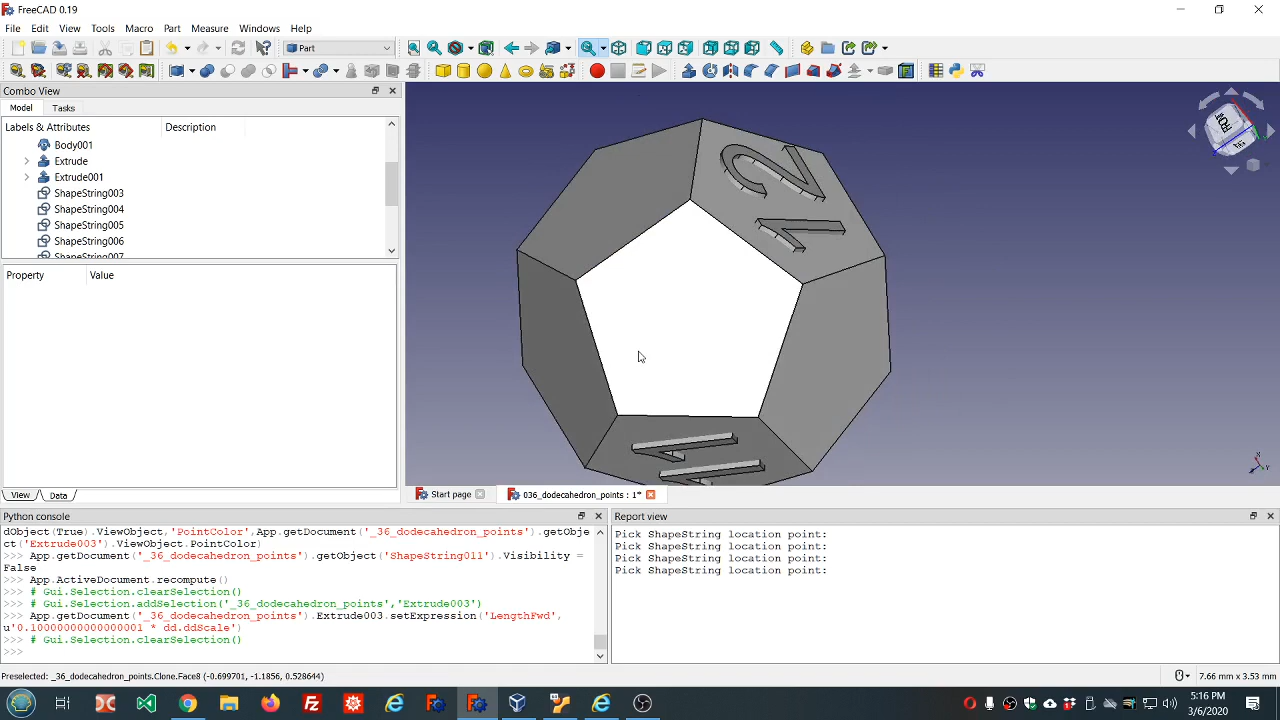 FreeCAD 0.19
File Edit View Tools Macro Part Measure Windows Help
Part
Combo View
Model Tasks
Labels & Attributes Description
Body001
Extrude
Extrude001
ShapeString003
ShapeString004
ShapeString005
ShapeString006
ShapeString007
Property Value
View Data
12
11
Start page 036_dodecahedron_points : 1*
Python console
dObject(True).ViewObject,'PointColor',App.getDocument('_36_dodecahedron_points').getObje
ct('Extrude003').ViewObject.PointColor)
>>> App.getDocument('_36_dodecahedron_points').getObject('ShapeString011').Visibility =
False
>>> App.ActiveDocument.recompute()
>>> # Gui.Selection.clearSelection()
>>> # Gui.Selection.addSelection('_36_dodecahedron_points','Extrude003')
>>> App.getDocument('_36_dodecahedron_points').Extrude003.setExpression('LengthFwd',
u'0.10000000000000001 * dd.ddScale')
>>> # Gui.Selection.clearSelection()
>>>
Report view
Pick ShapeString location point:
Pick ShapeString location point:
Pick ShapeString location point:
Pick ShapeString location point:
Preselected: _36_dodecahedron_points.Clone.Face8 (-0.699701, -1.1856, 0.528644)
7.66 mm x 3.53 mm
5:16 PM
3/6/2020